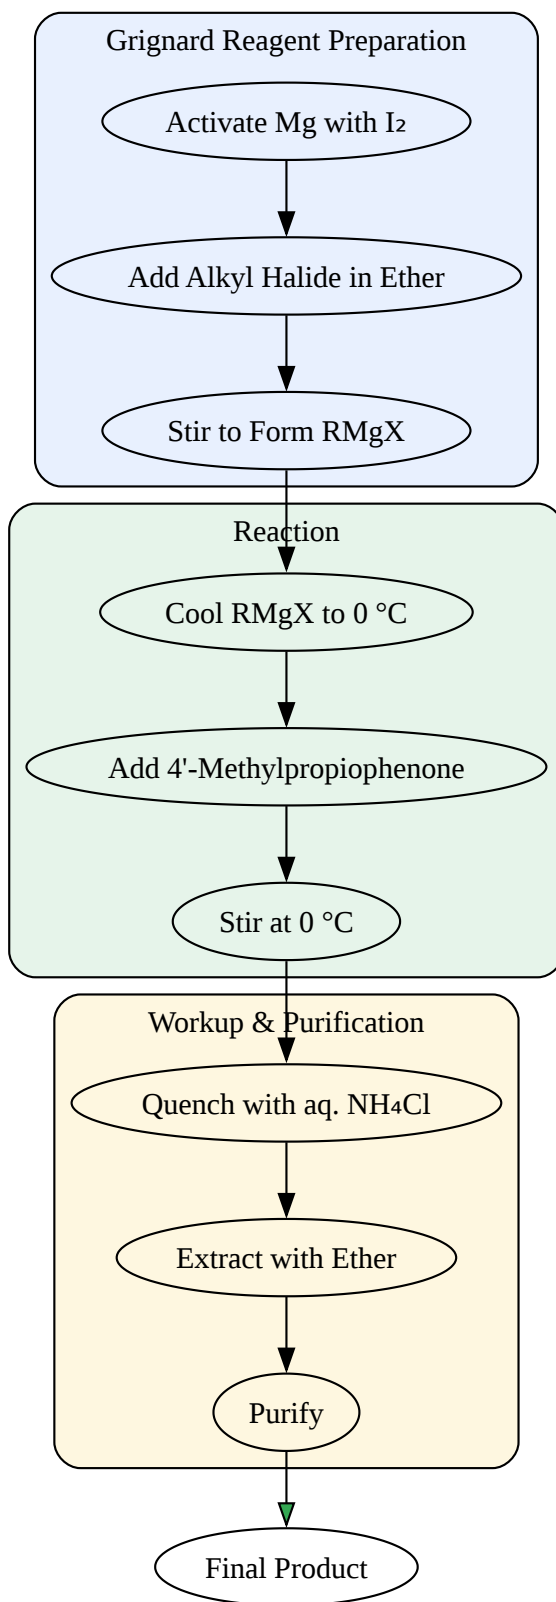 Grignard Reagent Preparation
Activate Mg with I₂
Add Alkyl Halide in Ether
Stir to Form RMgX
Reaction
Cool RMgX to 0 °C
Add 4'-Methylpropiophenone
Stir at 0 °C
Workup & Purification
Quench with aq. NH₄Cl
Extract with Ether
Purify
Final Product